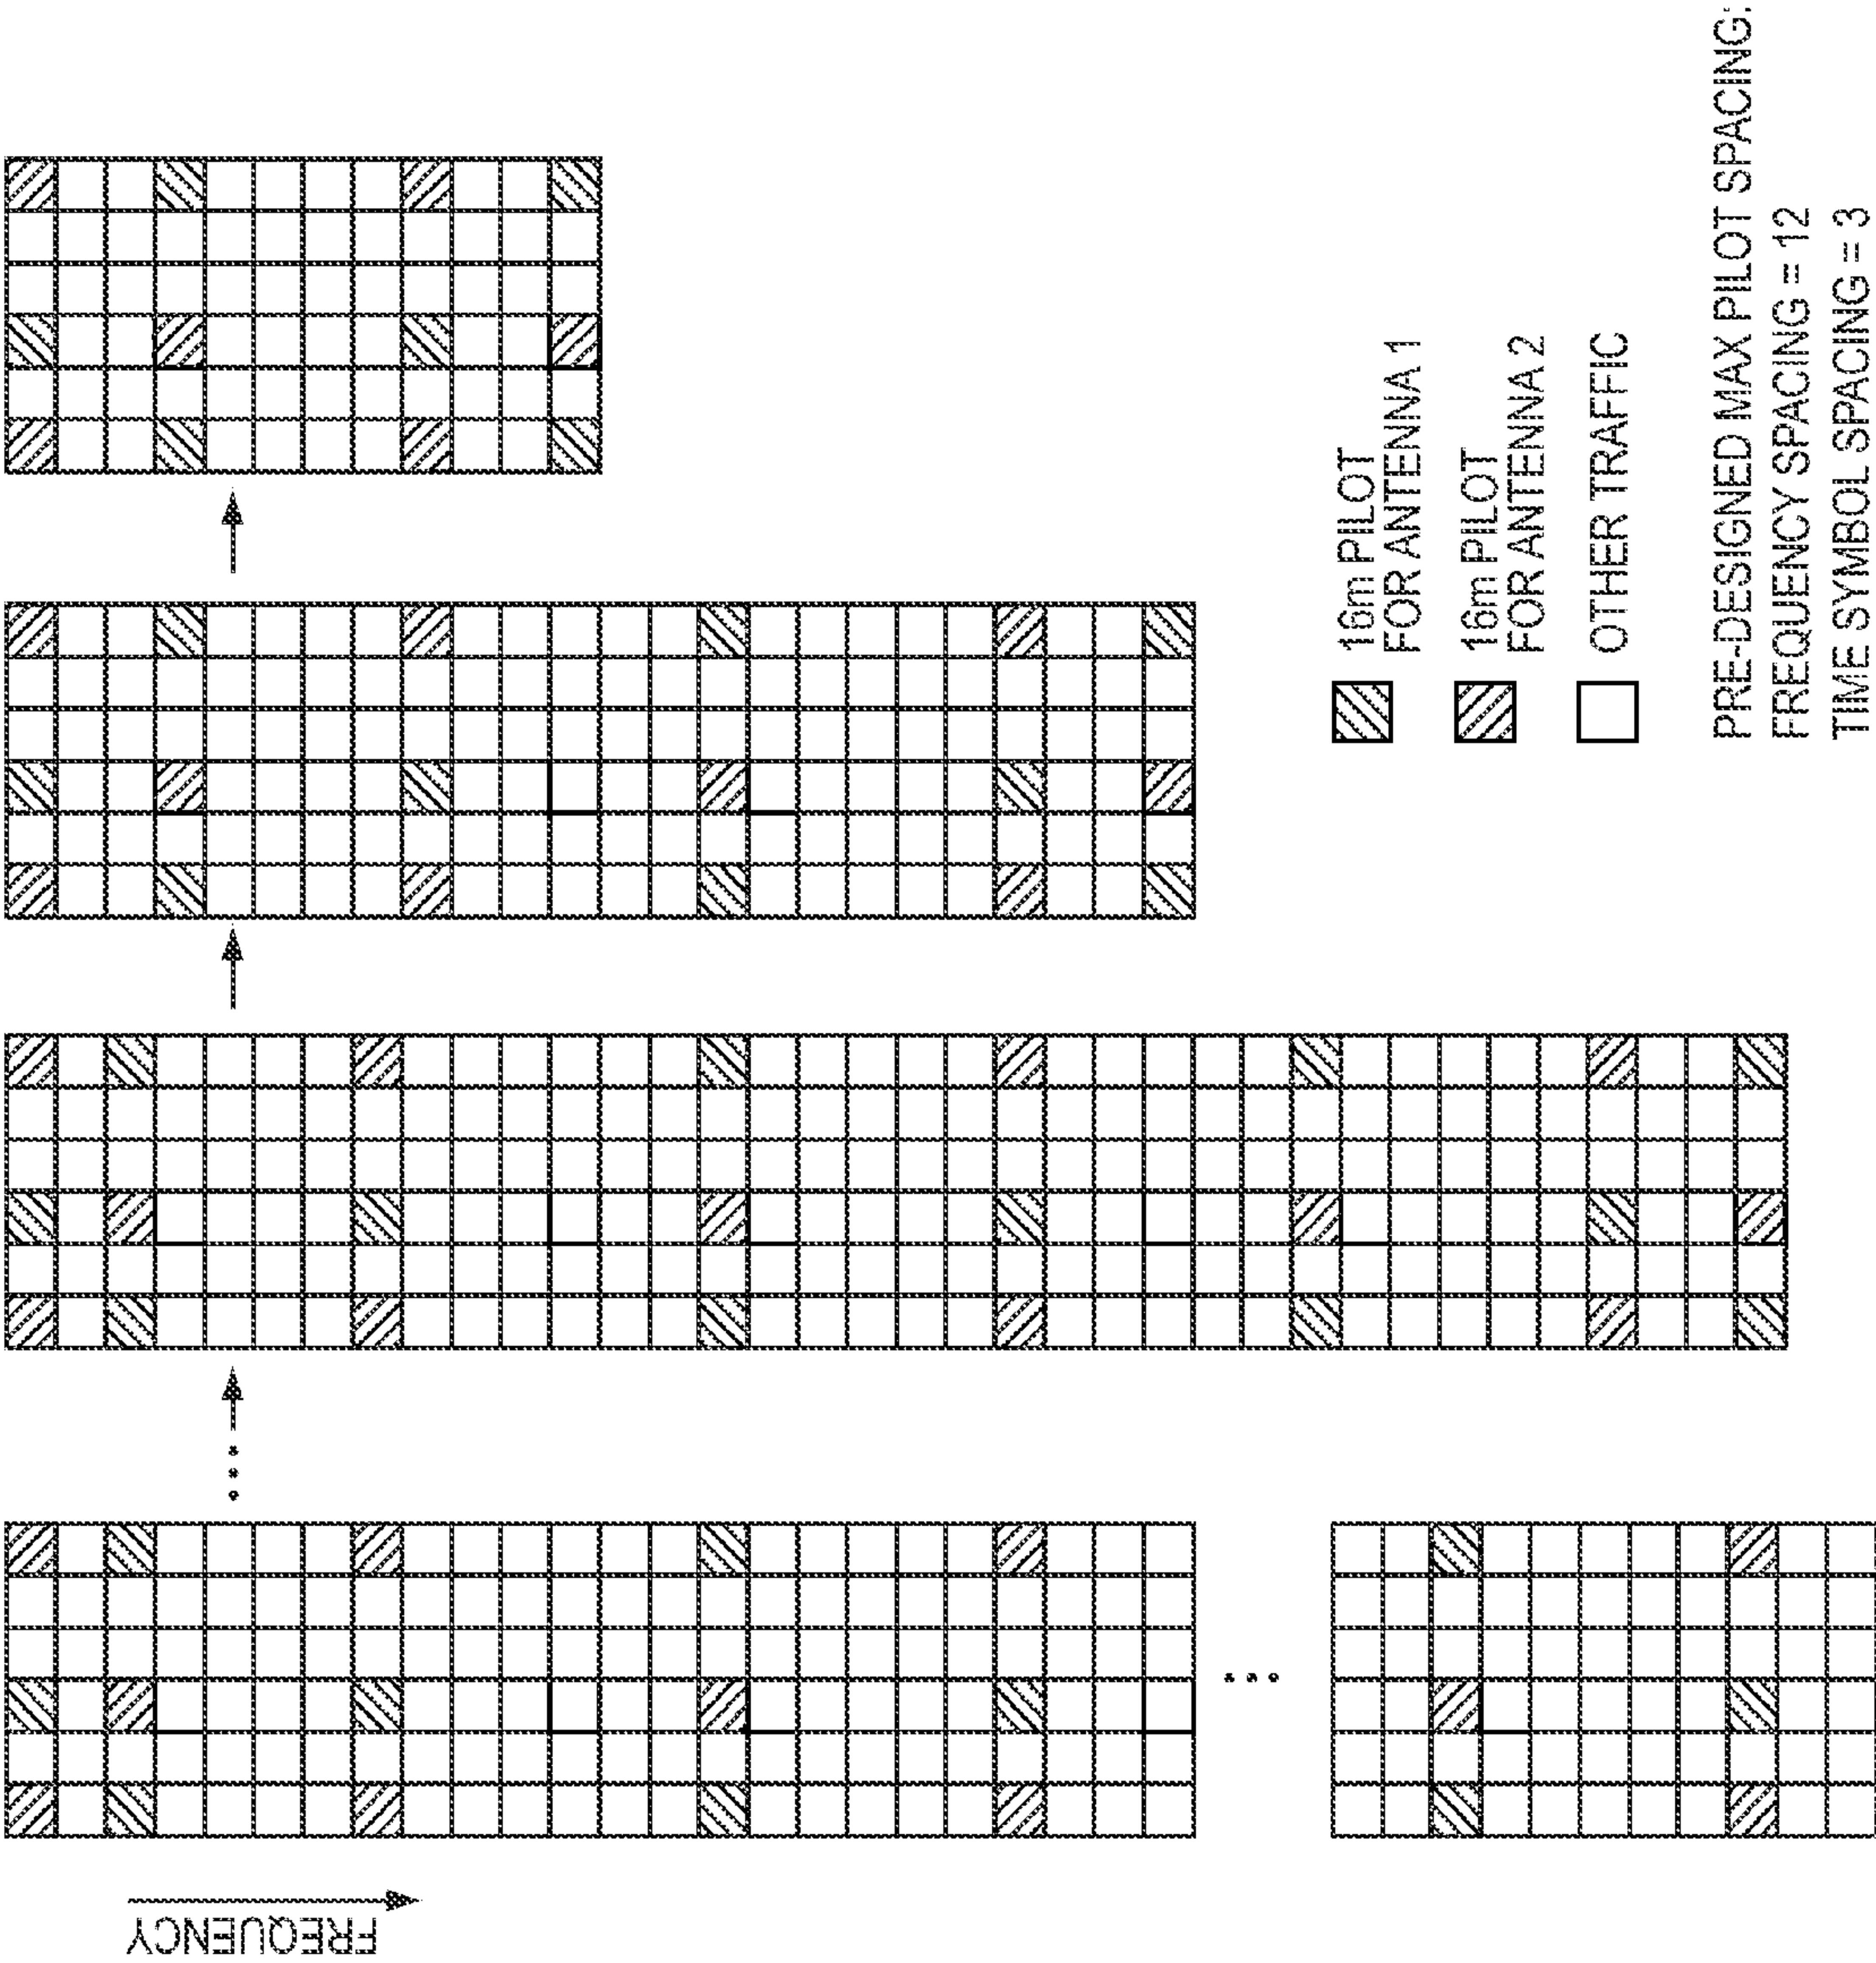 FREQUENCY
16m PILOT
FOR ANTENNA 1
16m PILOT
FOR ANTENNA 2
OTHER TRAFFIC
PRE-DESIGNED MAX PILOT SPACING:
FREQUENCY SPACING = 12
TIME SYMBOL SPACING = 3